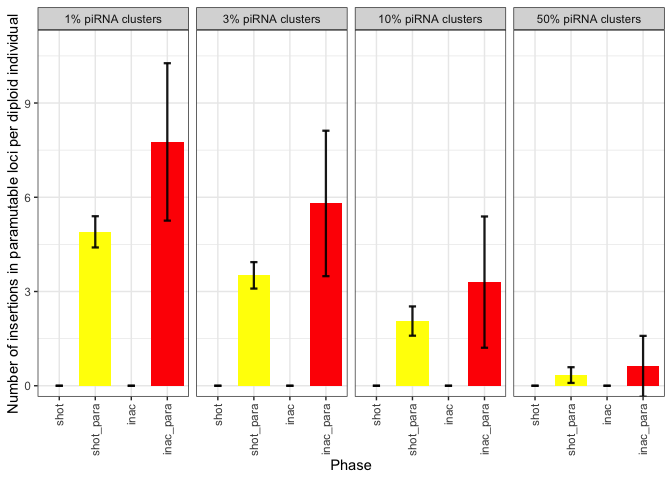 1% piRNA clusters 3% piRNA clusters 10% piRNA clusters 50% piRNA clusters
Number of insertions in paramutable loci per diploid individual
9
6
3
0
shot shot_para inac inac_para shot shot_para inac inac_para shot shot_para inac inac_para shot shot_para inac inac_para
Phase